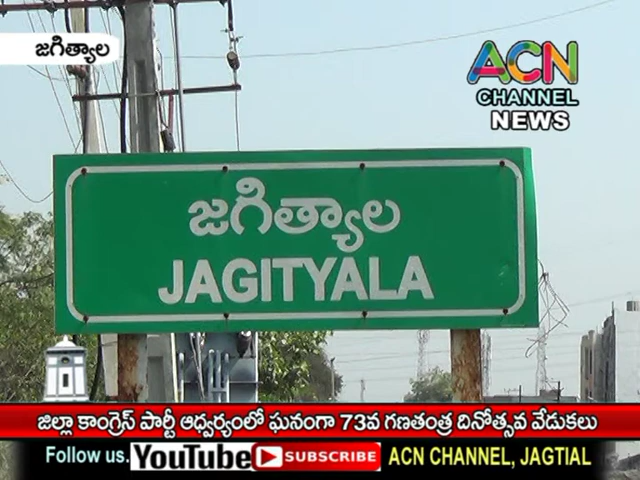 జగిత్యాల
ACN
CHANNEL
NEWS
జగిత్యాల
JAGITYALA
జిల్లా కాంగ్రెస్ పార్టీ ఆధ్వర్యంలో ఘనంగా 73వ గణతంత్ర దినోత్సవ వేడుకలు
Follow us. YouTube SUBSCRIBE ACN CHANNEL, JAGTIAL